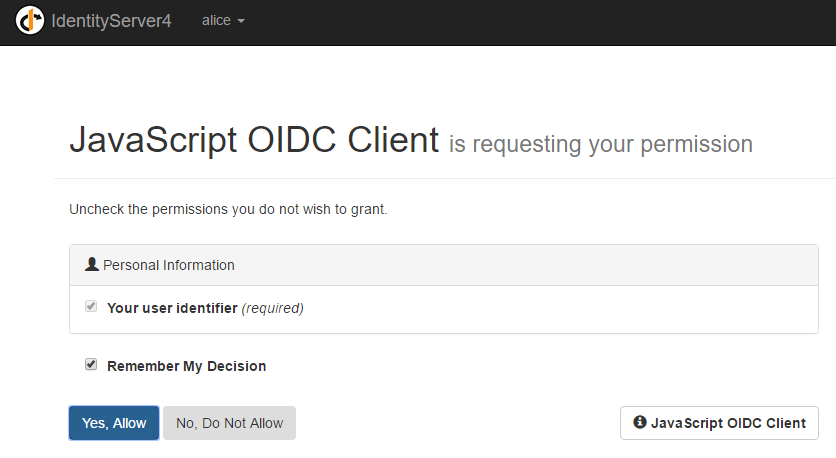 IdentityServer4 alice
JavaScript OIDC Client is requesting your permission
Uncheck the permissions you do not wish to grant.
Personal Information
Your user identifier (required)
Remember My Decision
Yes, Allow No, Do Not Allow JavaScript OIDC Client